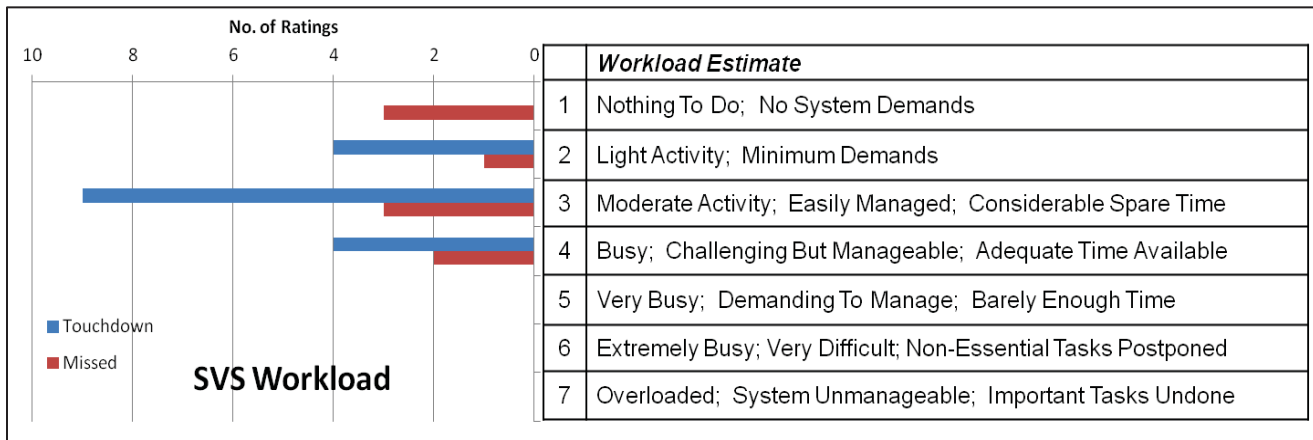 No. of Ratings
10 8 6 4 2 0
Workload Estimate
1 Nothing To Do; No System Demands
2 Light Activity; Minimum Demands
3 Moderate Activity; Easily Managed; Considerable Spare Time
4 Busy; Challenging But Manageable; Adequate Time Available
5 Very Busy; Demanding To Manage; Barely Enough Time
6 Extremely Busy; Very Difficult; Non-Essential Tasks Postponed
7 Overloaded; System Unmanageable; Important Tasks Undone
Touchdown
Missed
SVS Workload